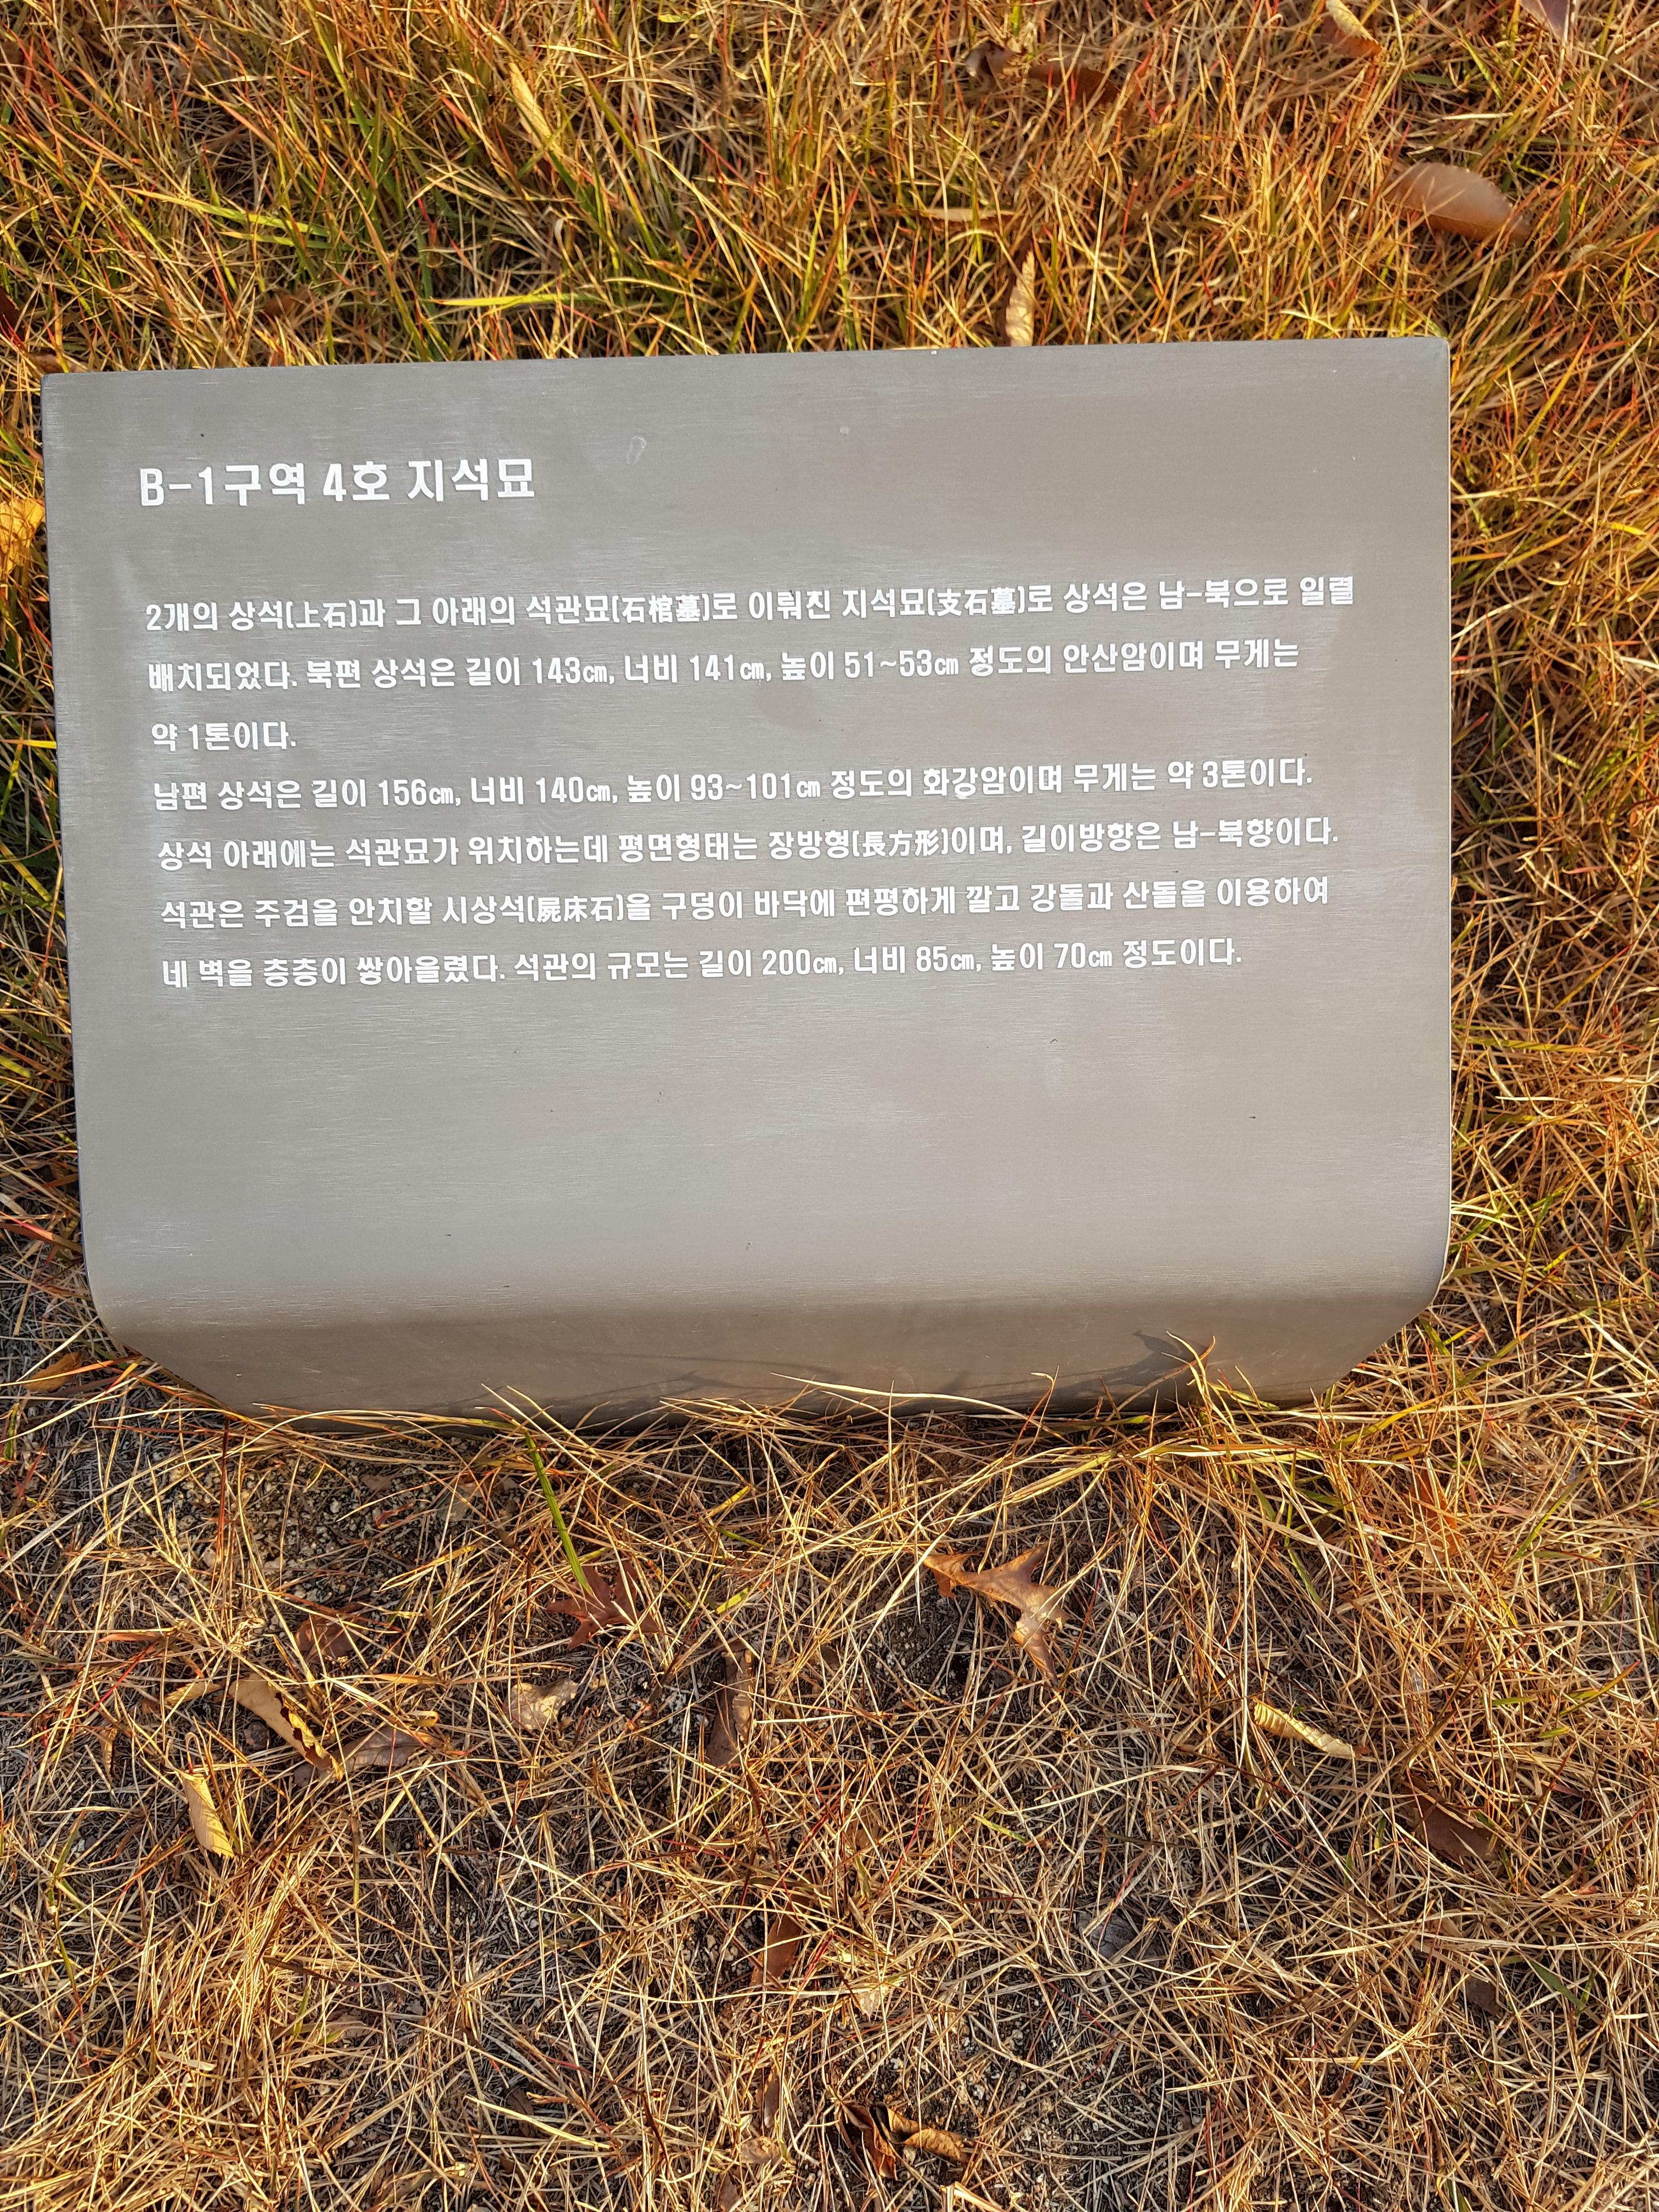 B-1구역 4호 지석묘
2개의 상석(上石)과 그 아래의 석관묘(石棺墓)로 이뤄진 지석묘(支石墓)로 상석은 남-북으로 일렬
배치되었다. 북편 상석은 길이 143㎝, 너비 141㎝, 높이 51~53㎝ 정도의 안산암이며 무게는
약 1톤이다.
남편 상석은 길이 156㎝, 너비 140㎝, 높이 93~101㎝ 정도의 화강암이며 무게는 약 3톤이다.
상석 아래에는 석관묘가 위치하는데 평면형태는 장방형(長方形)이며, 길이방향은 남-북향이다.
석관은 주검을 안치할 시상석(屍床石)을 구덩이 바닥에 편평하게 깔고 강돌과 산돌을 이용하여
네 벽을 층층이 쌓아올렸다. 석관의 규모는 길이 200㎝, 너비 85㎝, 높이 70㎝ 정도이다.